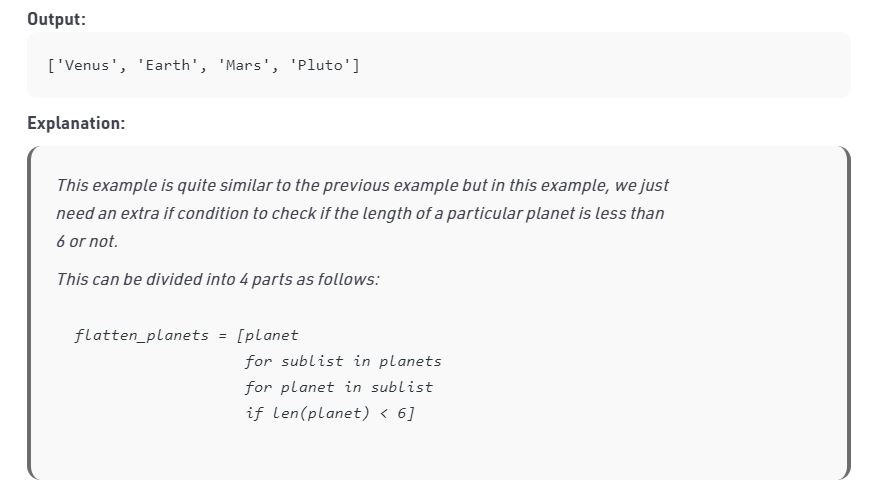 Output:
['Venus', 'Earth', 'Mars', 'Pluto']
Explanation:
This example is quite similar to the previous example but in this example, we just
need an extra if condition to check if the length of a particular planet is less than
6 or not.
This can be divided into 4 parts as follows:
flatten_planets = [planet
for sublist in planets
for planet in sublist
if len(planet) < 6]